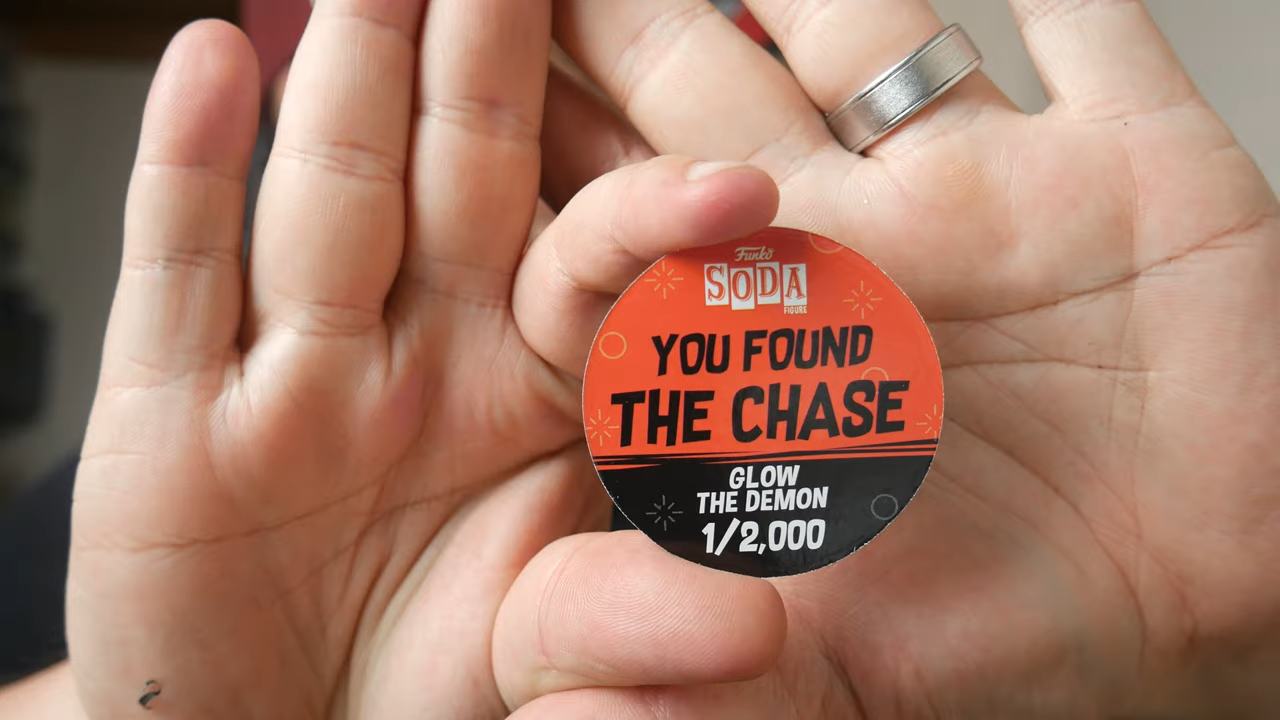 Funko
SODA
FIGURE
YOU FOUND
THE CHASE
GLOW
THE DEMON
1/2,000